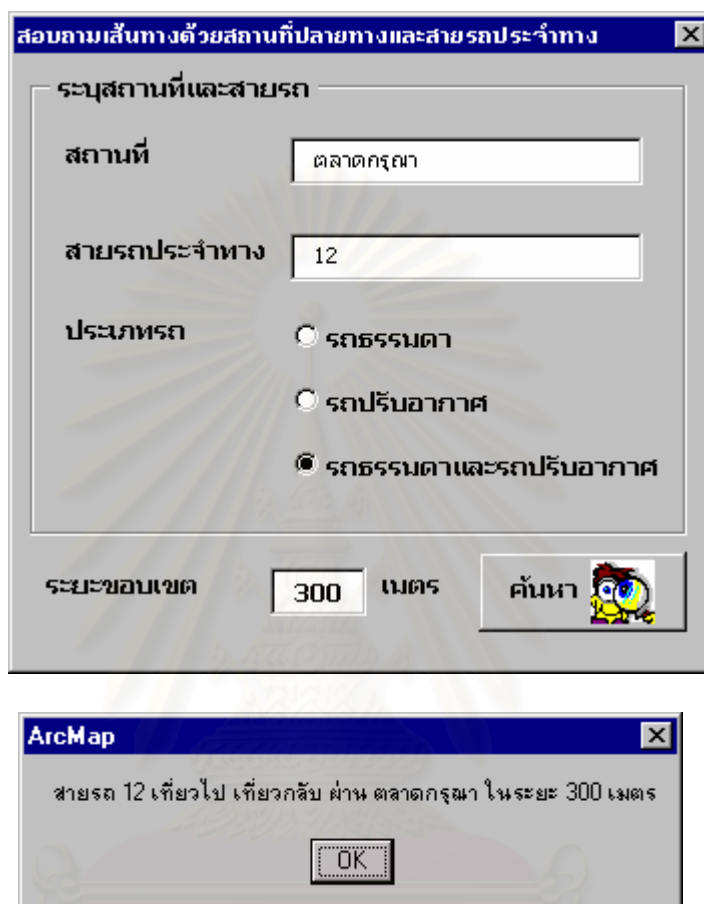 สอบถามเส้นทางด้วยสถานที่ปลายทางและสายรถประจำทาง
ระบุสถานที่และสายรถ
สถานที่ ตลาดกรุณา
สายรถประจำทาง 12
ประเภทรถ รถธรรมดา
รถปรับอากาศ
รถธรรมดาและรถปรับอากาศ
ระยะขอบเขต 300 เมตร ค้นหา
ArcMap
สายรถ 12 เที่ยวไป เที่ยวกลับ ผ่าน ตลาดกรุณา ในระยะ 300 เมตร
OK